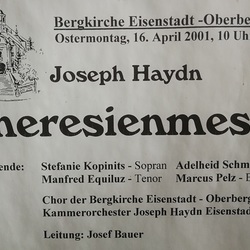 Bergkirche Eisenstadt - Oberbe
Ostermontag, 16. April 2001, 10 Uh
Joseph Haydn
heresienmes
ende: Stefanie Kopinits - Sopran Adelheid Schm
Manfred Equiluz - Tenor Marcus Pelz - B
Chor der Bergkirche Eisenstadt - Oberberg
Kammerorchester Joseph Haydn Eisenstad
Leitung: Josef Bauer